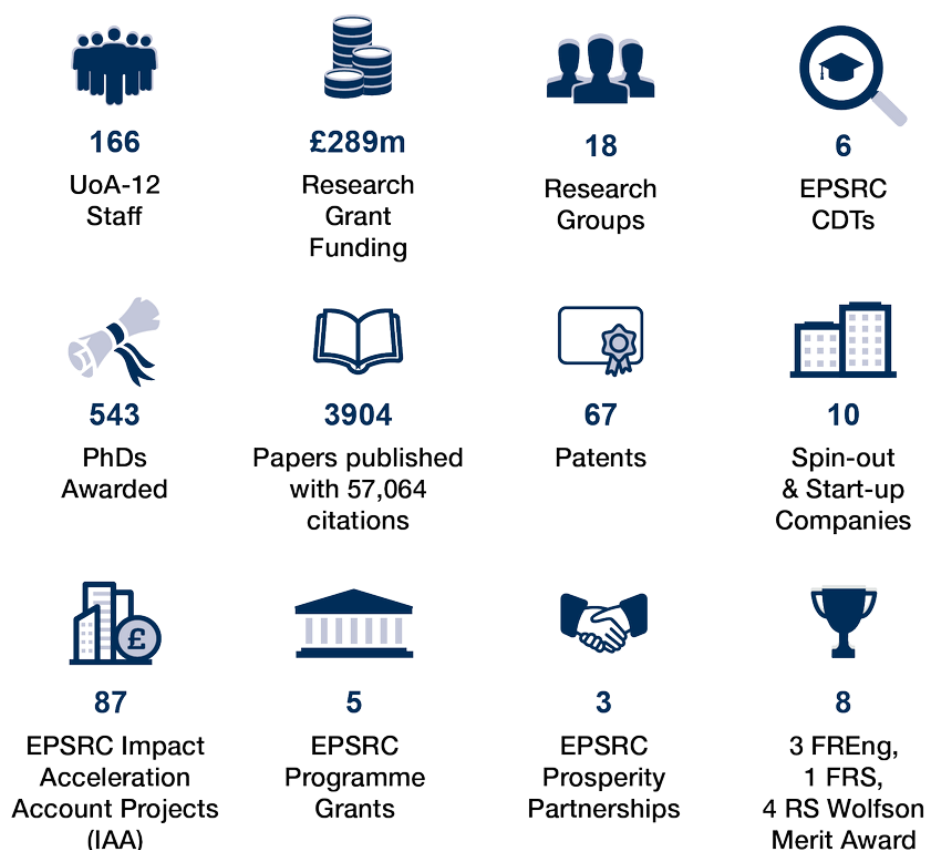 166
UoA-12
Staff
£289m
Research
Grant
Funding
18
Research
Groups
6
EPSRC
CDTs
543
PhDs
Awarded
3904
Papers published
with 57,064
citations
67
Patents
10
Spin-out
& Start-up
Companies
£
87
EPSRC Impact
Acceleration
Account Projects
(IAA)
5
EPSRC
Programme
Grants
3
EPSRC
Prosperity
Partnerships
8
3 FREng,
1 FRS,
4 RS Wolfson
Merit Award